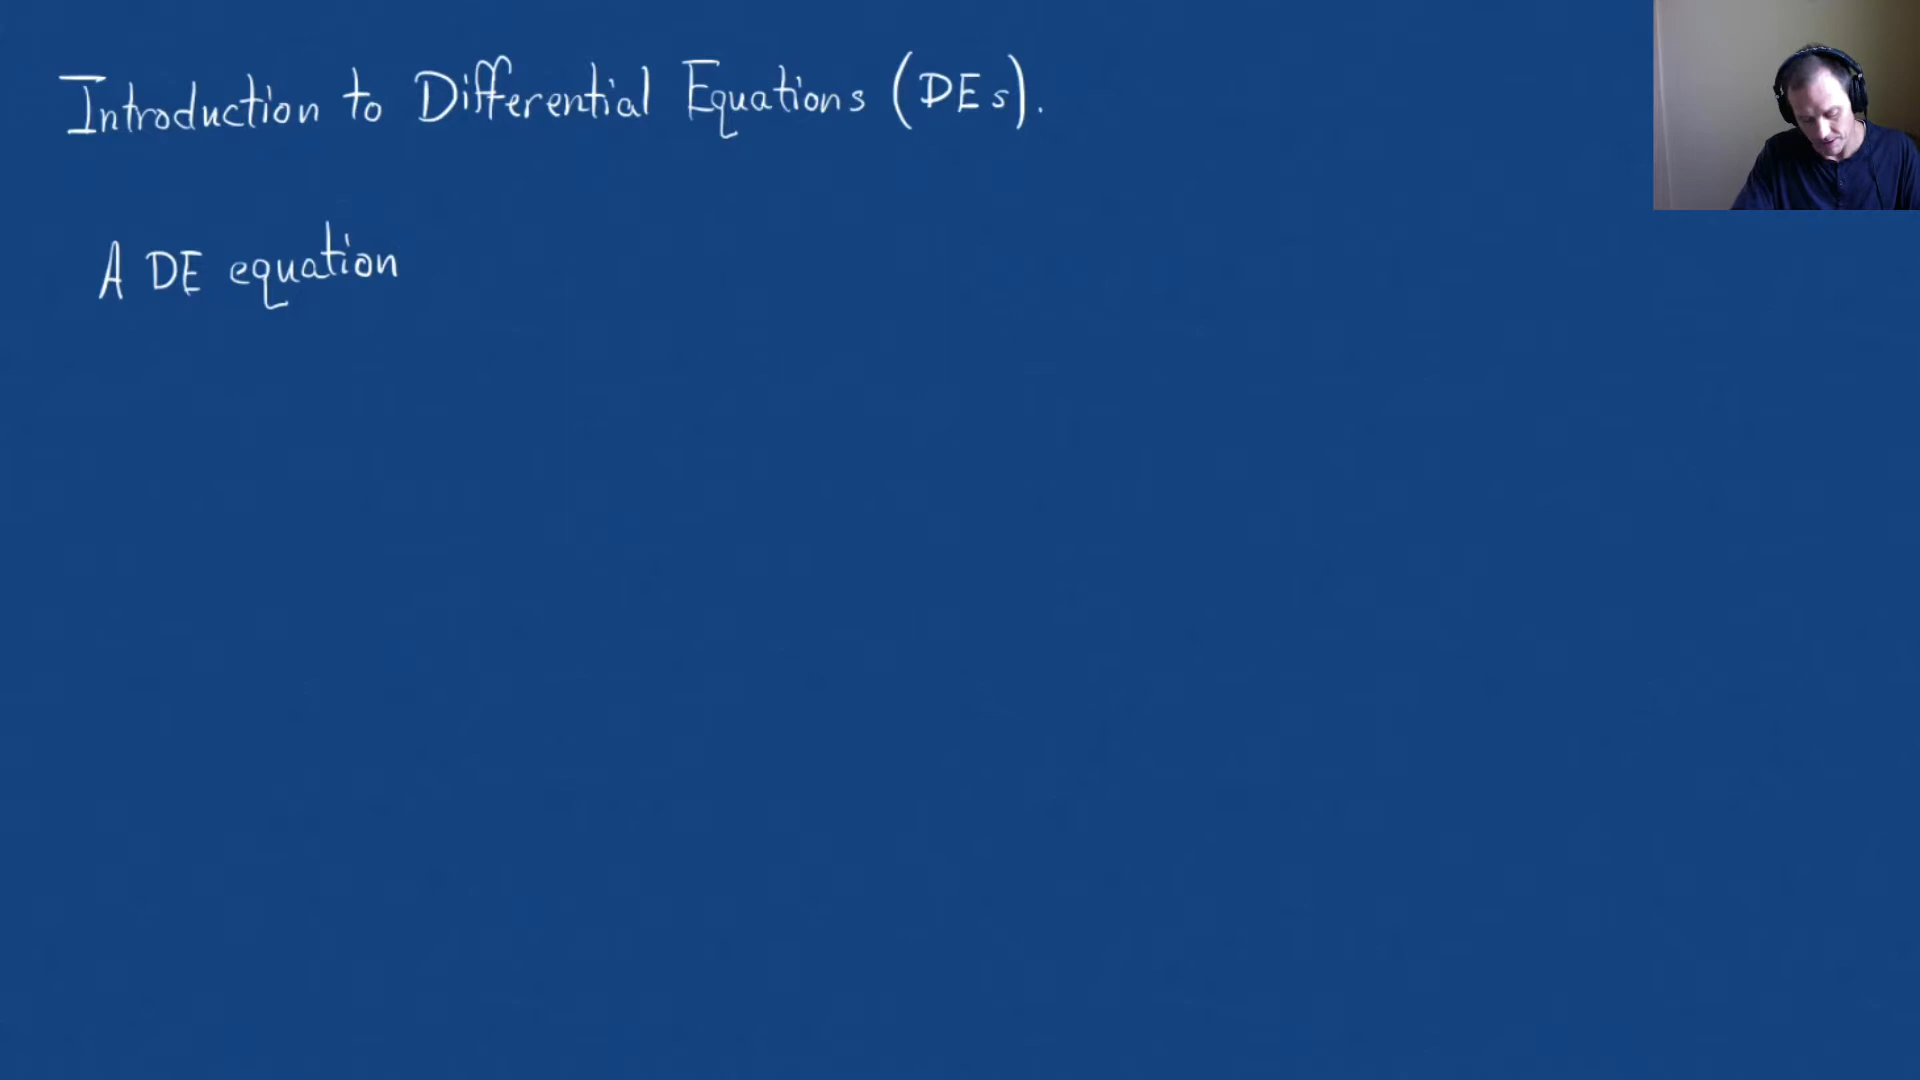 Introduction to Differential Equations (DEs).
A DE equation